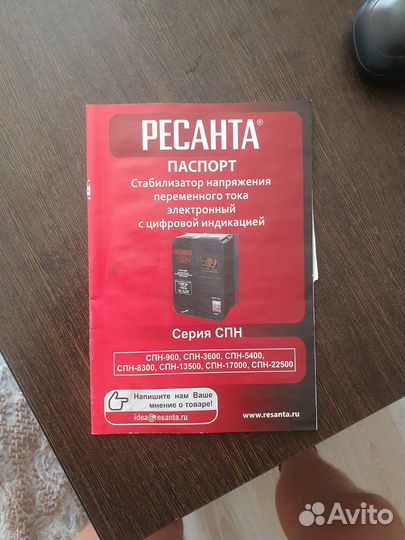 РЕСАНТА®
ПАСПОРТ
Стабилизатор напряжения
переменного тока
электронный
с цифровой индикацией
РЕСАНТА
Серия СПН
СПН-900, СПН-3600, СПН-5400,
СПН-8300, СПН-13500, СПН-17000, СПН-22500
Напишите нам Ваше
мнение о товаре!
idea@resanta.ru
www.resanta.ru
Avito